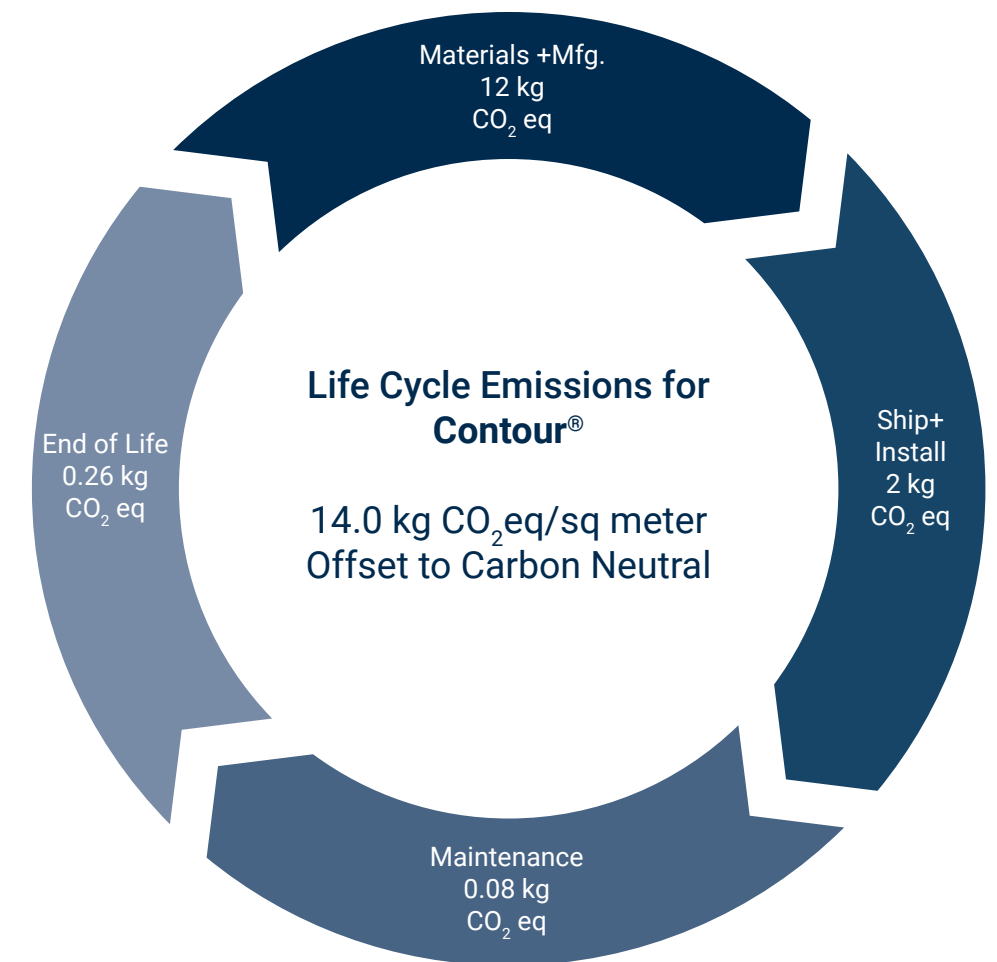 Materials +Mfg.
12 kg
CO₂ eq
Ship+
Install
2 kg
CO₂ eq
Maintenance
0.08 kg
CO₂ eq
End of Life
0.26 kg
CO₂ eq
Life Cycle Emissions for
Contour®
14.0 kg CO₂eq/sq meter
Offset to Carbon Neutral